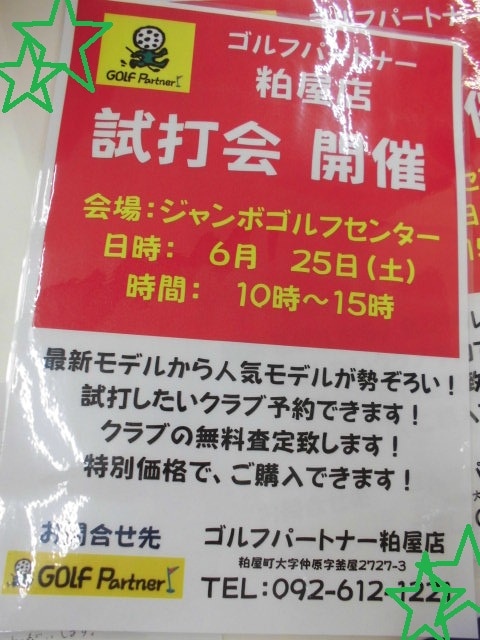 GOLF Partner
ゴルフパートナー
粕屋店
試打会 開催
会場：ジャンボゴルフセンター
日時： 6月 25日(土)
時間： 10時～15時
最新モデルから人気モデルが勢ぞろい！
試打したいクラブ予約できます！
クラブの無料査定致します！
特別価格で、ご購入できます！
お問合せ先
GOLF Partner
ゴルフパートナー粕屋店
粕屋町大字仲原字釜屋2727-3
TEL：092-612-1221